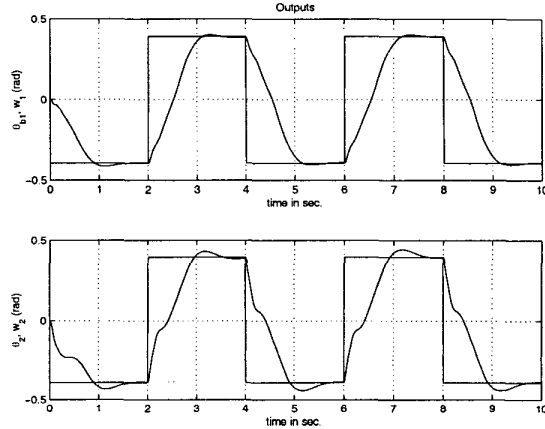 Outputs
0.5
0
−0.5
θb1, w1 (rad)
0 1 2 3 4 5 6 7 8 9 10
time in sec.
0.5
0
−0.5
θ2, w2 (rad)
0 1 2 3 4 5 6 7 8 9 10
time in sec.